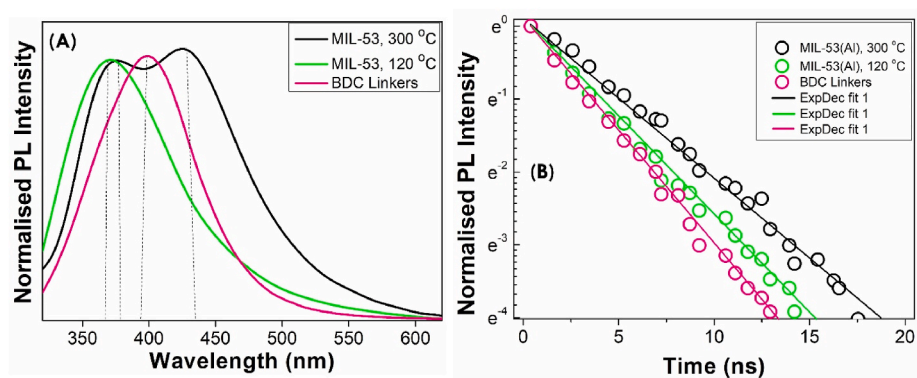 (A)
MIL-53, 300 °C
MIL-53, 120 °C
BDC Linkers
Normalised PL Intensity
350 400 450 500 550 600
Wavelength (nm)
(B)
MIL-53(Al), 300 °C
MIL-53(Al), 120 °C
BDC Linkers
ExpDec fit 1
ExpDec fit 1
ExpDec fit 1
Normalised PL Intensity
e⁰
e⁻¹
e⁻²
e⁻³
e⁻⁴
0 5 10 15 20
Time (ns)